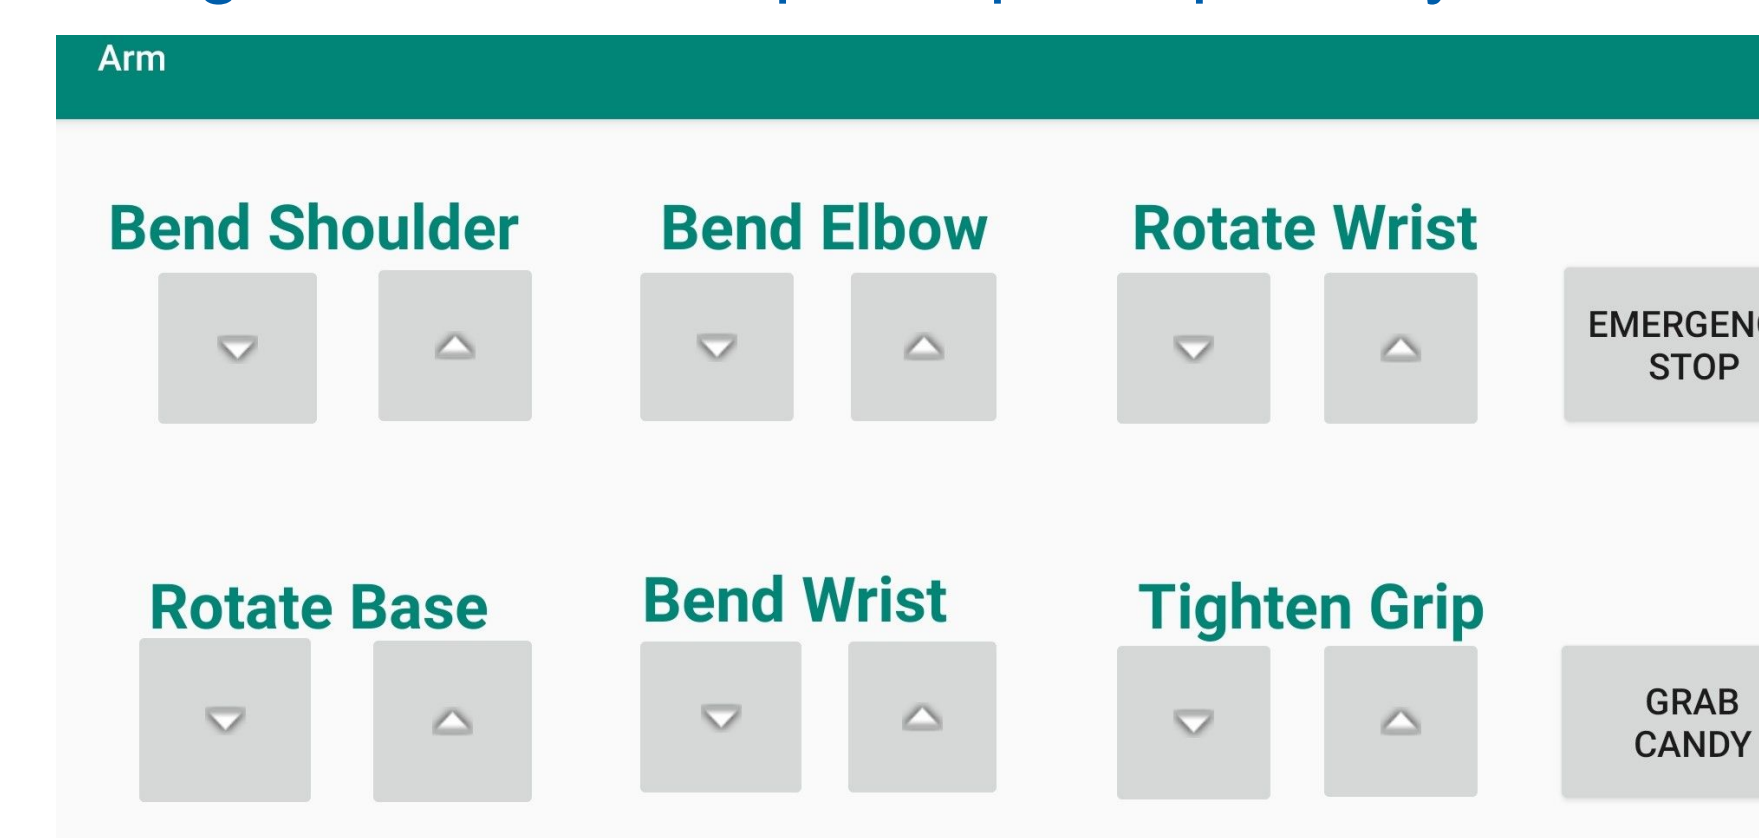 Arm
Bend Shoulder
Bend Elbow
Rotate Wrist
STOP
Rotate Base
Bend Wrist
Tighten Grip
GRAB
CANDY